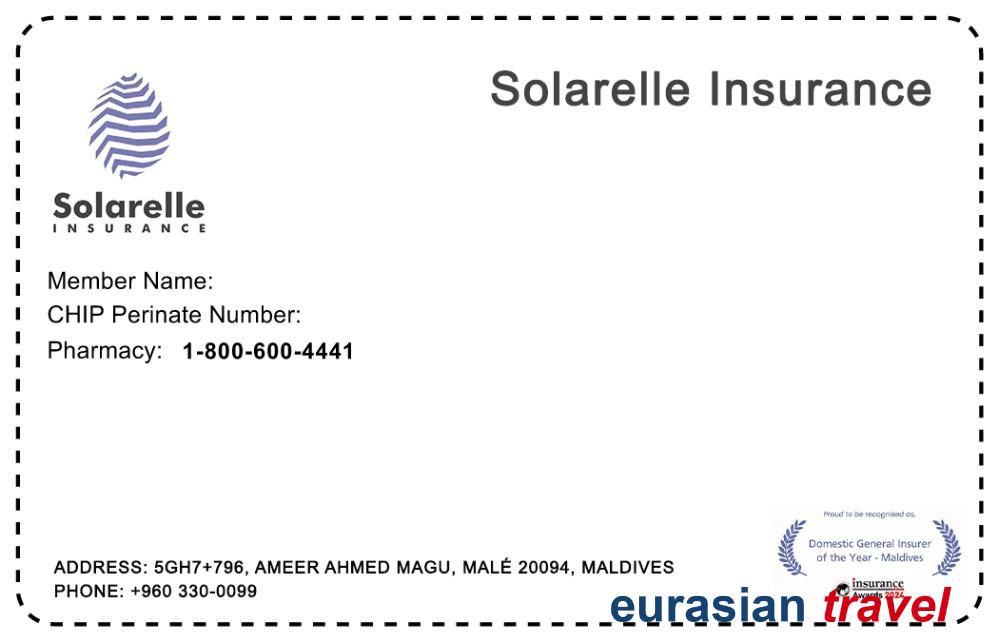 Solarelle Insurance
Solarelle
INSURANCE
Member Name:
CHIP Perinate Number:
Pharmacy: 1-800-600-4441
Proud to be recognised as,
Domestic General Insurer
of the Year - Maldives
insurance
Awards 2024
ADDRESS: 5GH7+796, AMEER AHMED MAGU, MALÉ 20094, MALDIVES
PHONE: +960 330-0099
eurasian travel